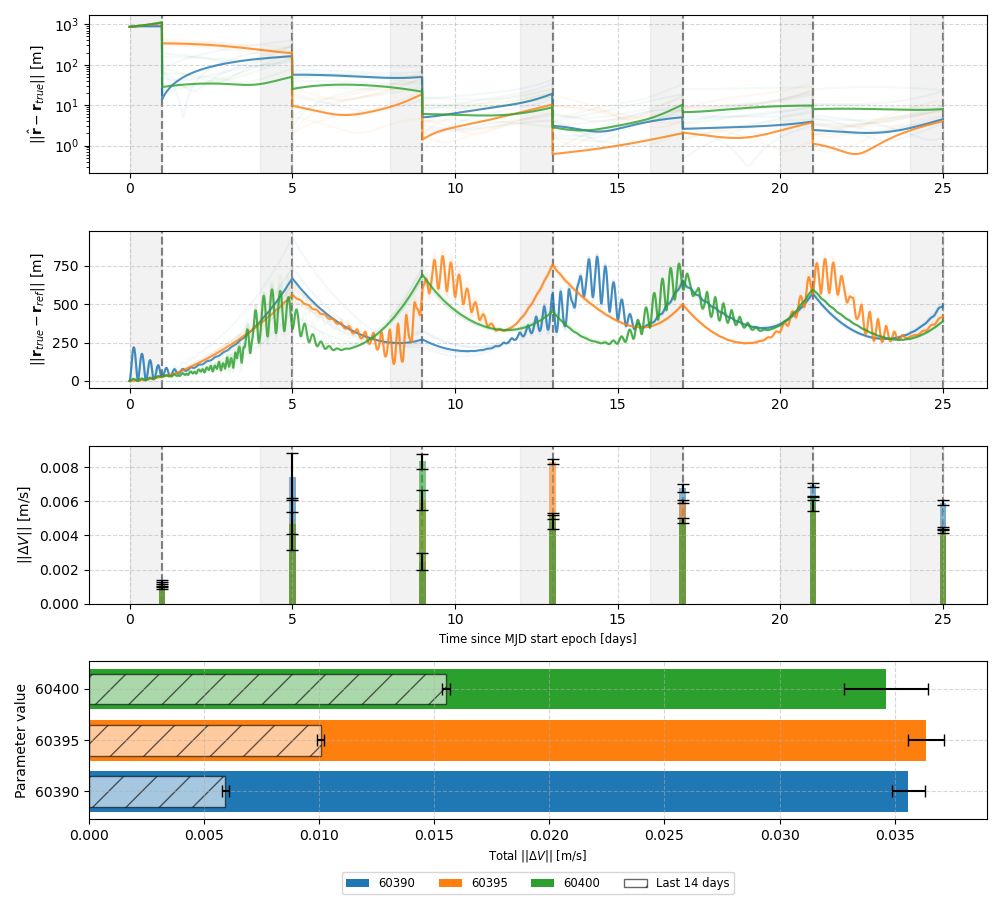 ||r̂ − r_true|| [m]
10³
10²
10¹
10⁰
0 5 10 15 20 25
||r_true − r_ref|| [m]
750
500
250
0
0 5 10 15 20 25
||ΔV|| [m/s]
0.008
0.006
0.004
0.002
0.000
0 5 10 15 20 25
Time since MJD start epoch [days]
Parameter value
60400
60395
60390
0.000 0.005 0.010 0.015 0.020 0.025 0.030 0.035
Total ||ΔV|| [m/s]
60390 60395 60400 Last 14 days